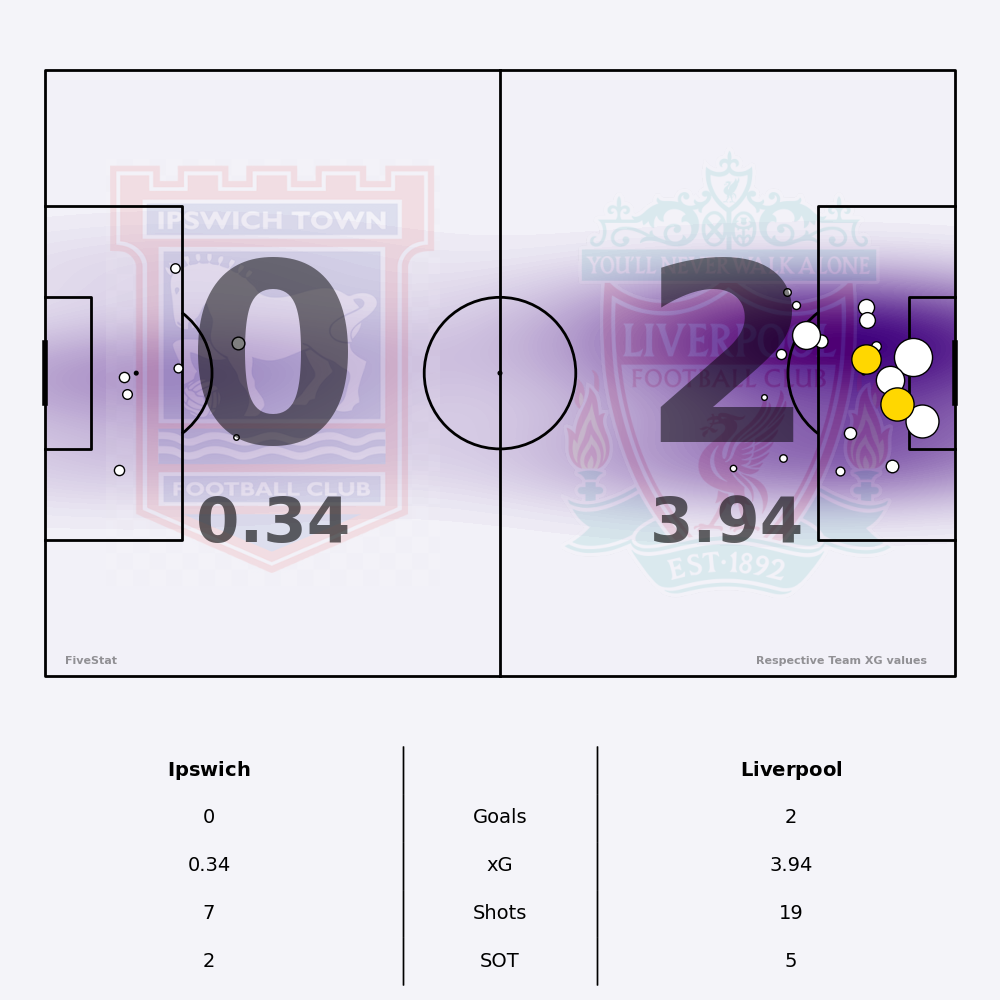 IPSWICH TOWN
FOOTBALL CLUB
YOU'LL NEVER WALK ALONE
LIVERPOOL
FOOTBALL CLUB
EST·1892
0 2
0.34 3.94
FiveStat Respective Team XG values
Ipswich Liverpool
0 Goals 2
0.34 xG 3.94
7 Shots 19
2 SOT 5